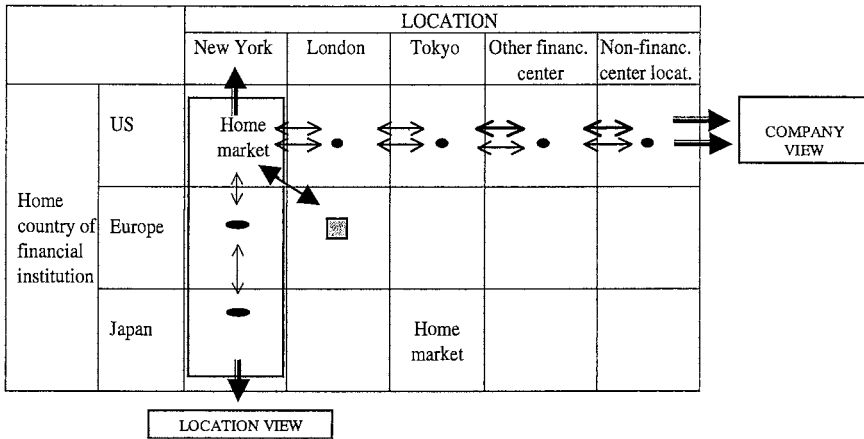 LOCATION
New York London Tokyo Other financ. Non-financ.
center center locat.
US
Home
market
COMPANY
VIEW
Home
country of
financial
institution
Europe
Japan
Home
market
LOCATION VIEW